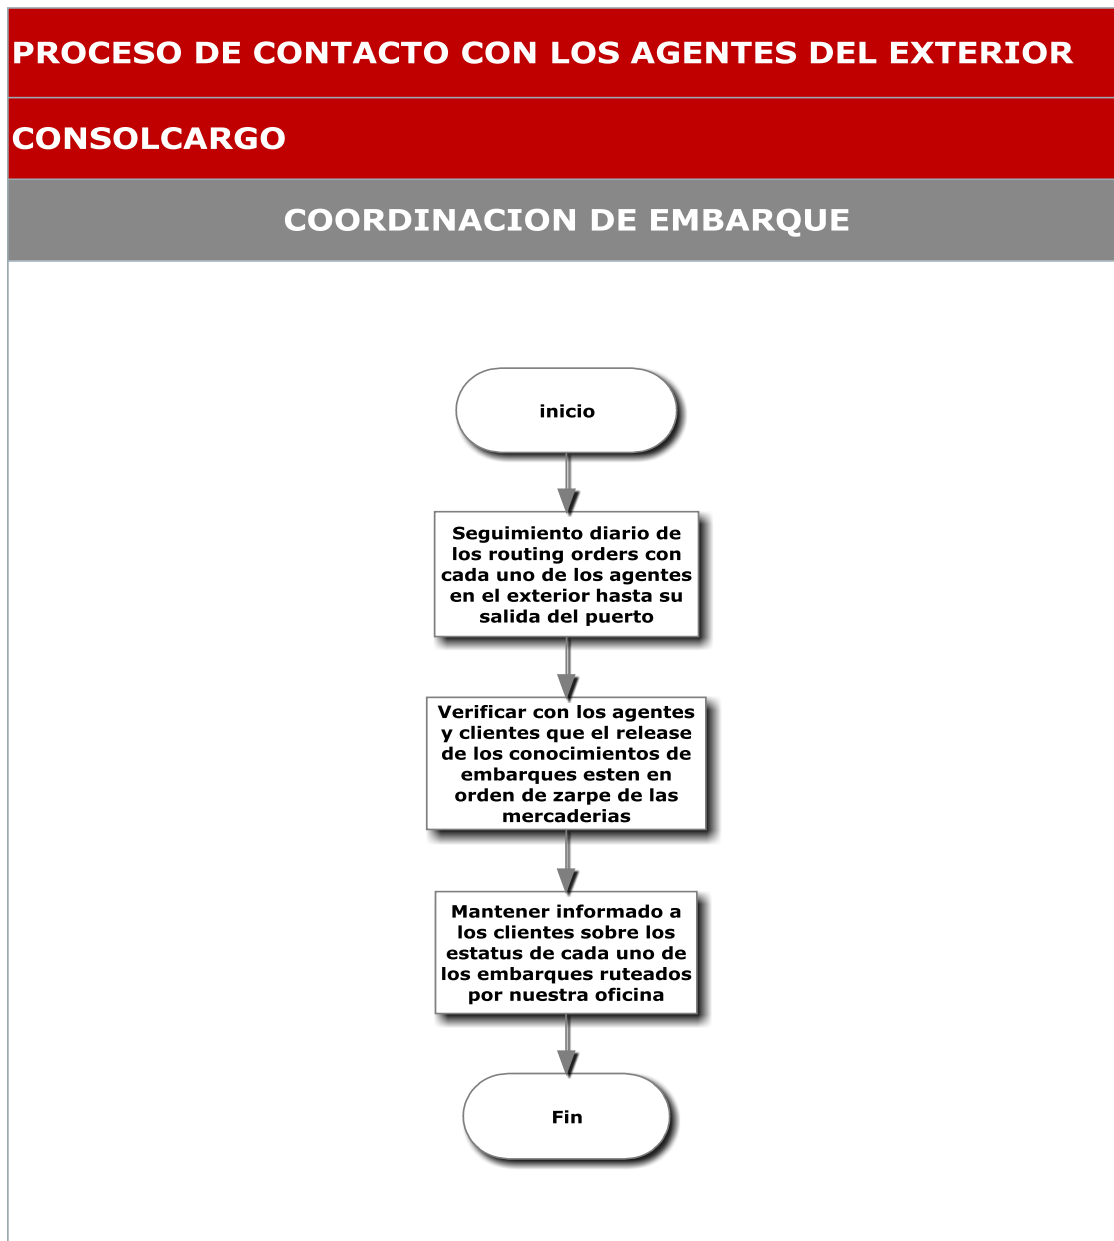 PROCESO DE CONTACTO CON LOS AGENTES DEL EXTERIOR
CONSOLCARGO
COORDINACION DE EMBARQUE
inicio
Seguimiento diario de
los routing orders con
cada uno de los agentes
en el exterior hasta su
salida del puerto
Verificar con los agentes
y clientes que el release
de los conocimientos de
embarques esten en
orden de zarpe de las
mercaderias
Mantener informado a
los clientes sobre los
estatus de cada uno de
los embarques ruteados
por nuestra oficina
Fin